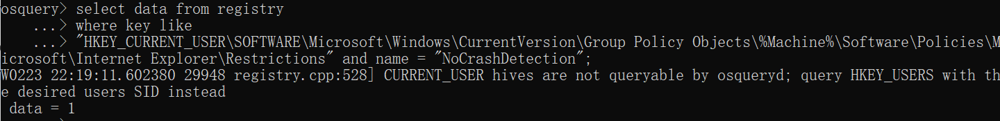 osquery> select data from registry
...> where key like
...> "HKEY_CURRENT_USER\SOFTWARE\Microsoft\Windows\CurrentVersion\Group Policy Objects\%Machine%\Software\Policies\M
icrosoft\Internet Explorer\Restrictions" and name = "NoCrashDetection";
W0223 22:19:11.602380 29948 registry.cpp:528] CURRENT_USER hives are not queryable by osqueryd; query HKEY_USERS with th
e desired users SID instead
data = 1